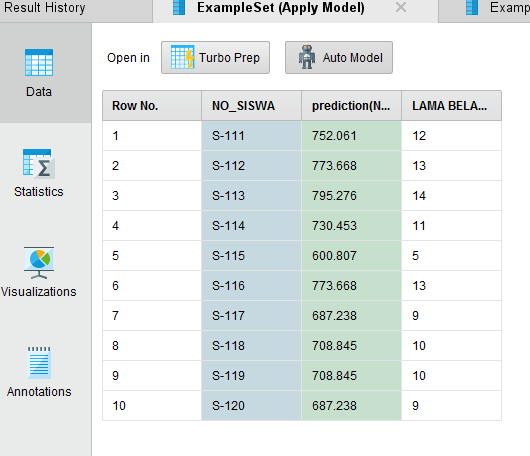 Result History
ExampleSet (Apply Model)
Examp
Data
Statistics
Visualizations
Annotations
Open in
Turbo Prep
Auto Model
Row No. NO_SISWA prediction(N... LAMA BELA...
1 S-111 752.061 12
2 S-112 773.668 13
3 S-113 795.276 14
4 S-114 730.453 11
5 S-115 600.807 5
6 S-116 773.668 13
7 S-117 687.238 9
8 S-118 708.845 10
9 S-119 708.845 10
10 S-120 687.238 9